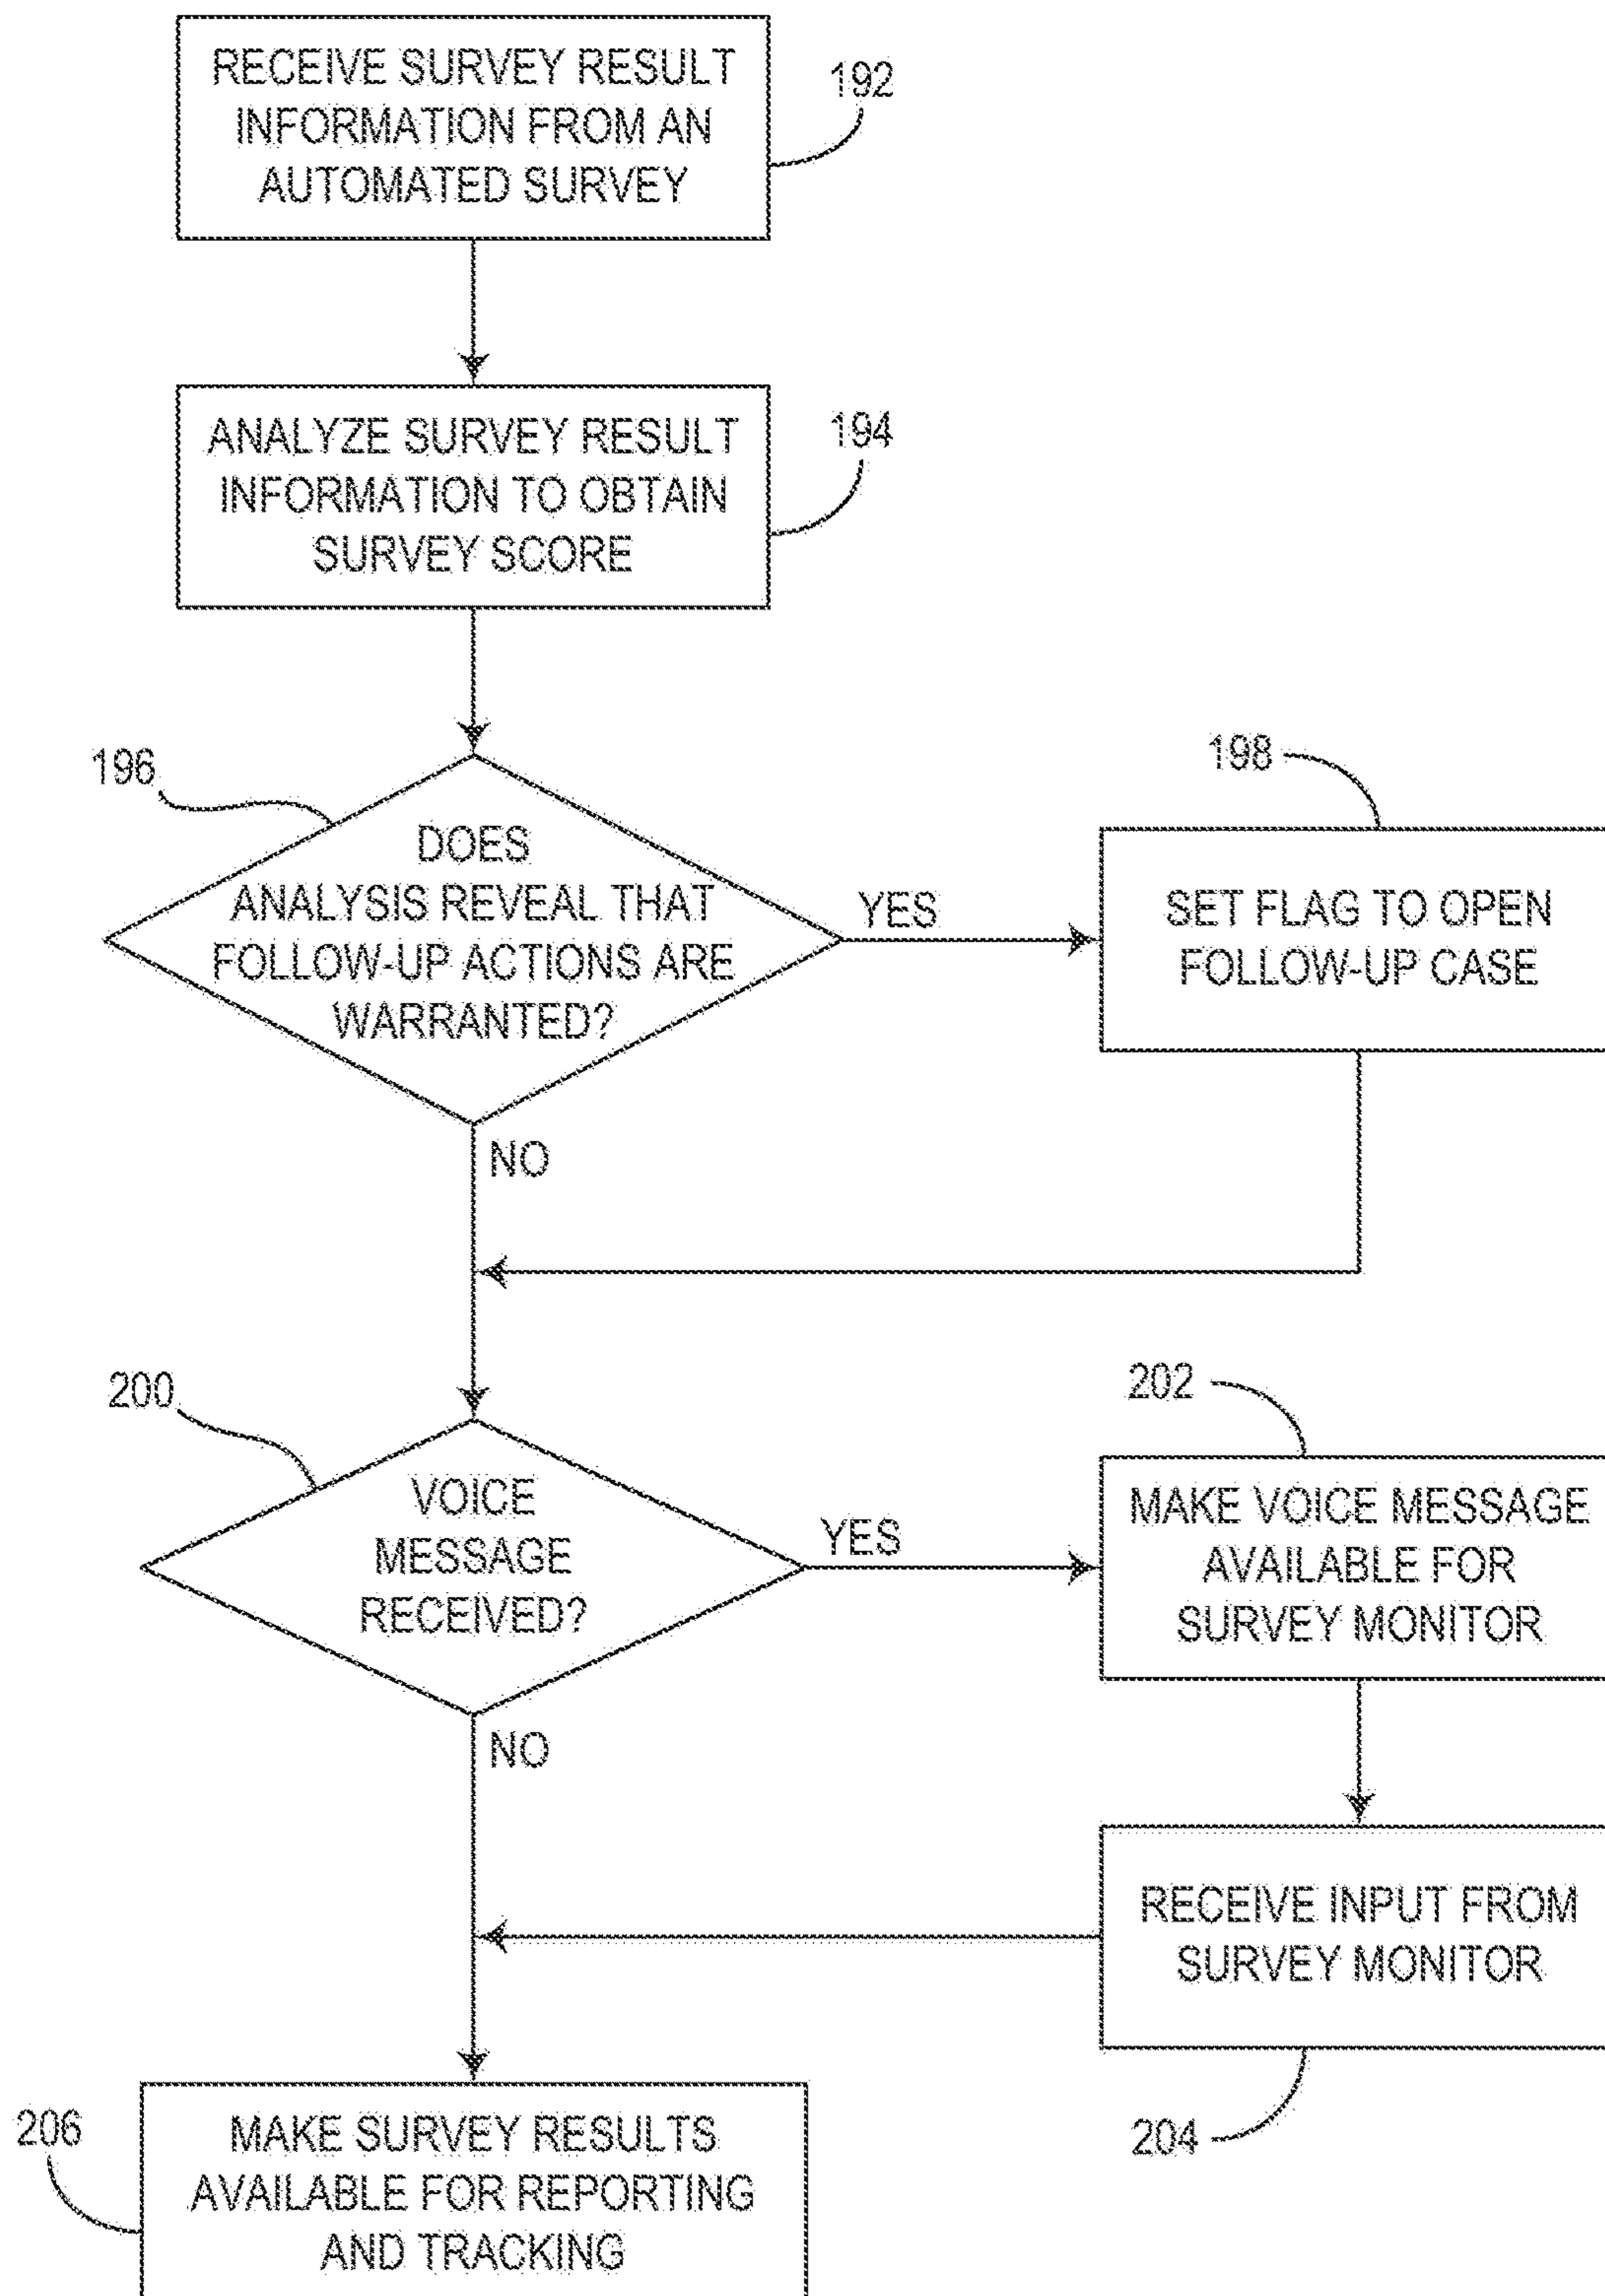 RECEIVE SURVEY RESULT
INFORMATION FROM AN
AUTOMATED SURVEY
192
ANALYZE SURVEY RESULT
INFORMATION TO OBTAIN
SURVEY SCORE
194
196
DOES
ANALYSIS REVEAL THAT
FOLLOW-UP ACTIONS ARE
WARRANTED?
YES
198
SET FLAG TO OPEN
FOLLOW-UP CASE
NO
200
VOICE
MESSAGE
RECEIVED?
YES
202
MAKE VOICE MESSAGE
AVAILABLE FOR
SURVEY MONITOR
NO
RECEIVE INPUT FROM
SURVEY MONITOR
204
206
MAKE SURVEY RESULTS
AVAILABLE FOR REPORTING
AND TRACKING